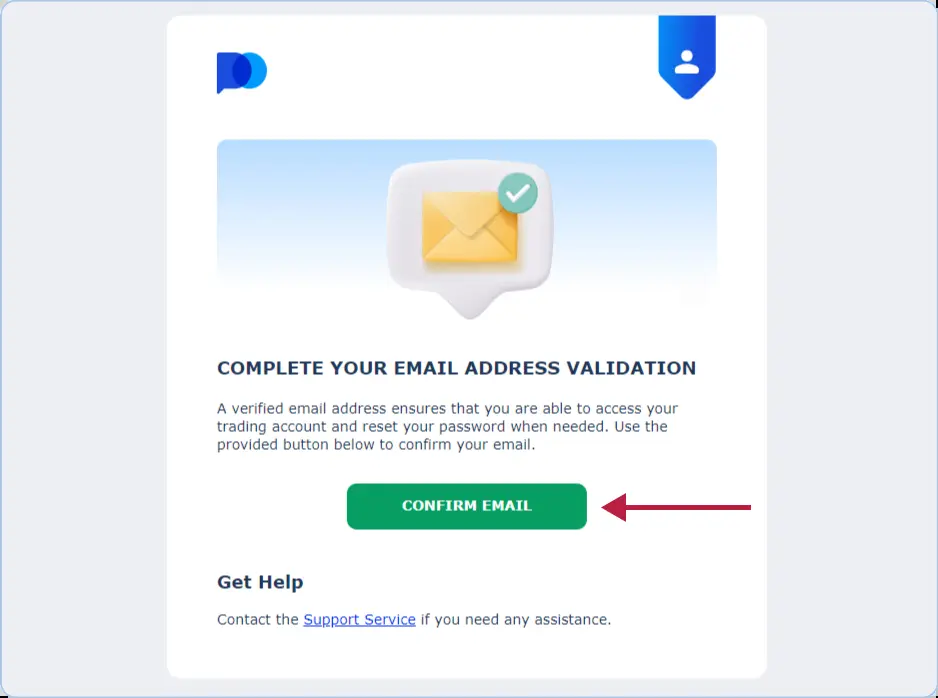 COMPLETE YOUR EMAIL ADDRESS VALIDATION
A verified email address ensures that you are able to access your
trading account and reset your password when needed. Use the
provided button below to confirm your email.
CONFIRM EMAIL
Get Help
Contact the Support Service if you need any assistance.